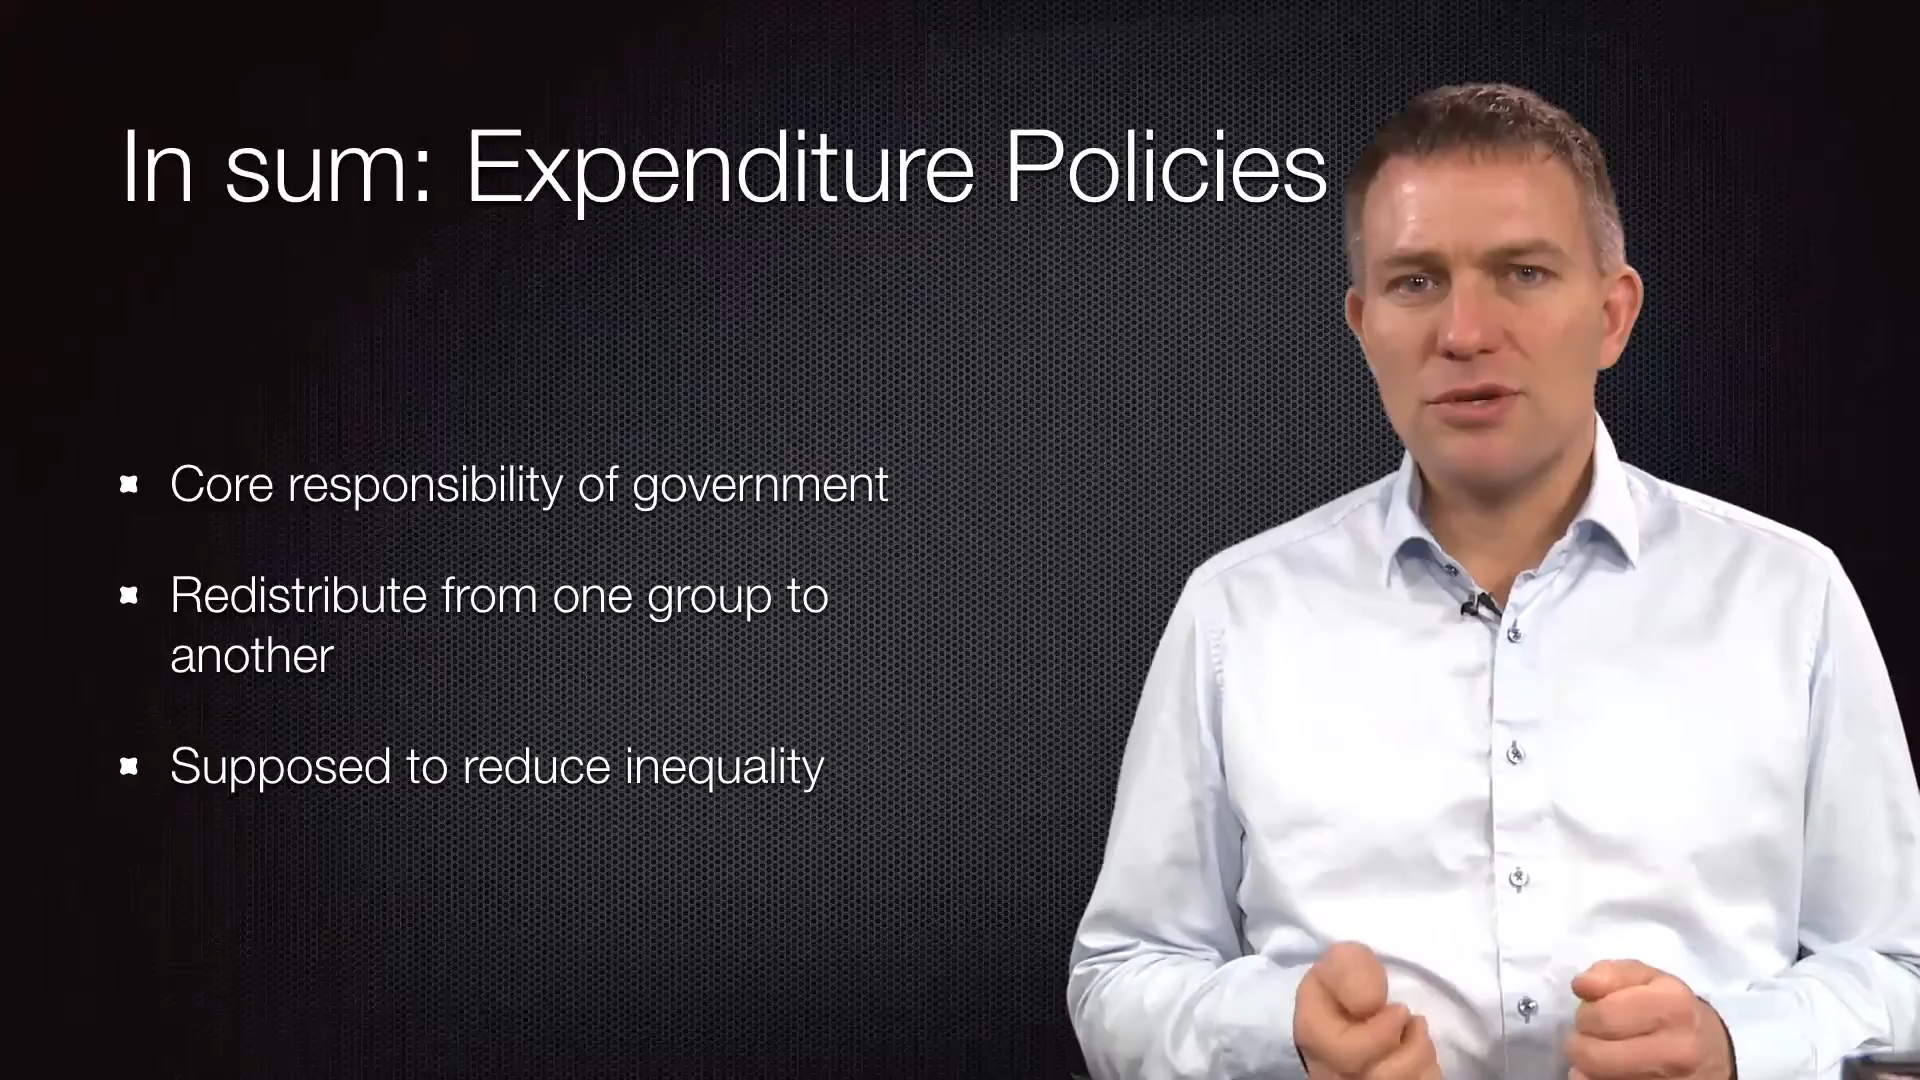 In sum: Expenditure Policies
Core responsibility of government
Redistribute from one group to
another
Supposed to reduce inequality